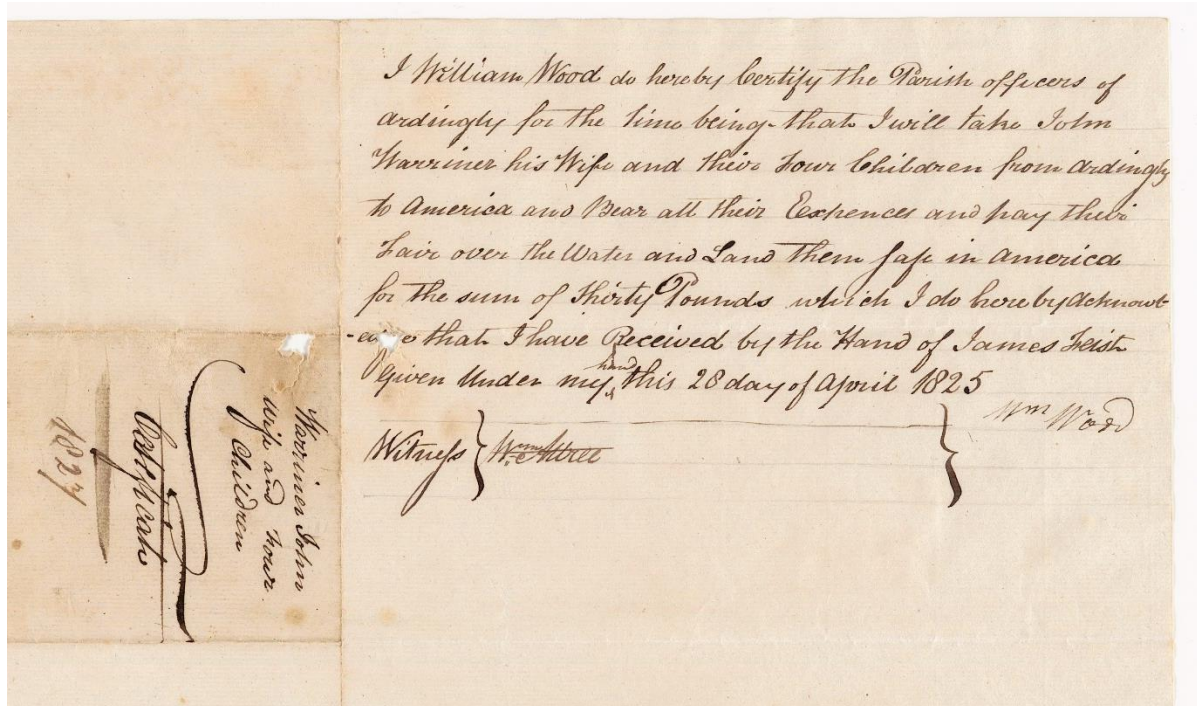 I William Wood do hereby Certify the Parish officers of
ardingly for the time being that I will take John
Warriner his Wife and their Four Children from Ardingly
to America and Bear all their Eexpences and pay their
Fair over the Water and Land them safe in America
for the sum of thirty Pounds which I do hereby acknowl-
that I have Received by the Hand of James Feist
Given Under my hand this 28 day of April 1825
Wm Wood
Witness
Warriner John
Wife and Four
Children
Certificate
1827